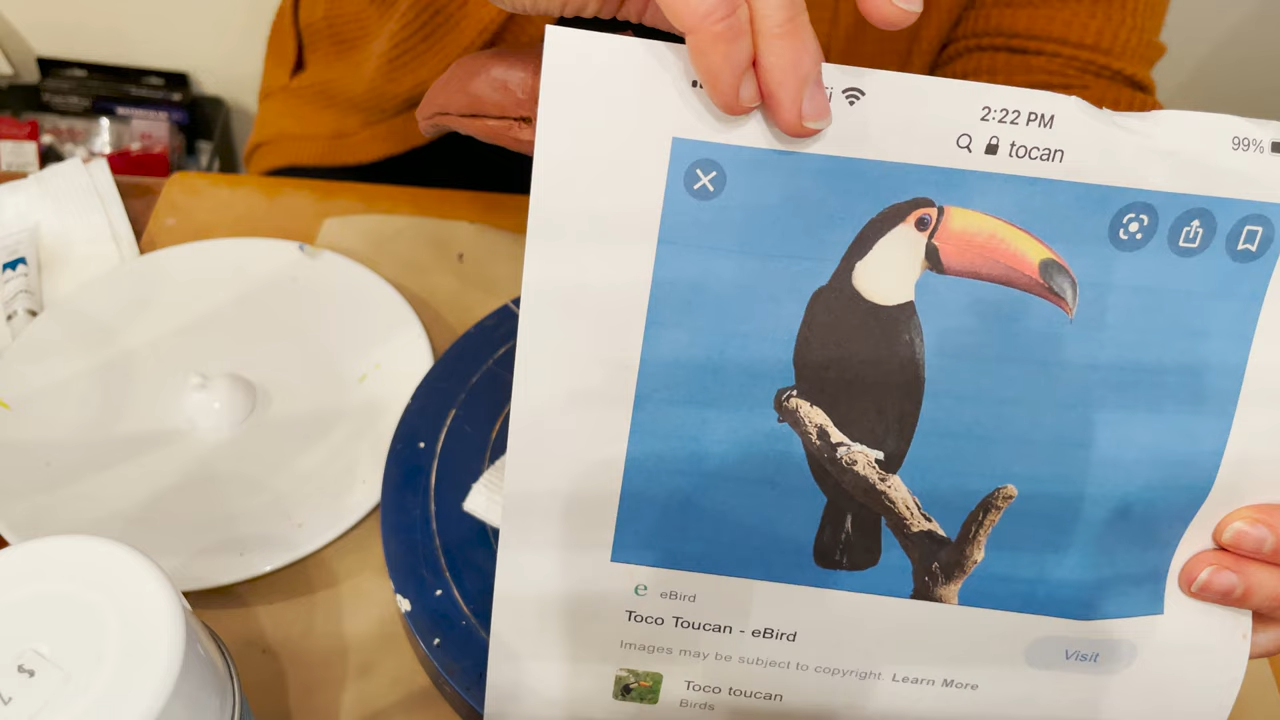 2:22 PM
99%
tocan
eBird
Toco Toucan - eBird
Images may be subject to copyright. Learn More
Visit
Toco toucan
Birds